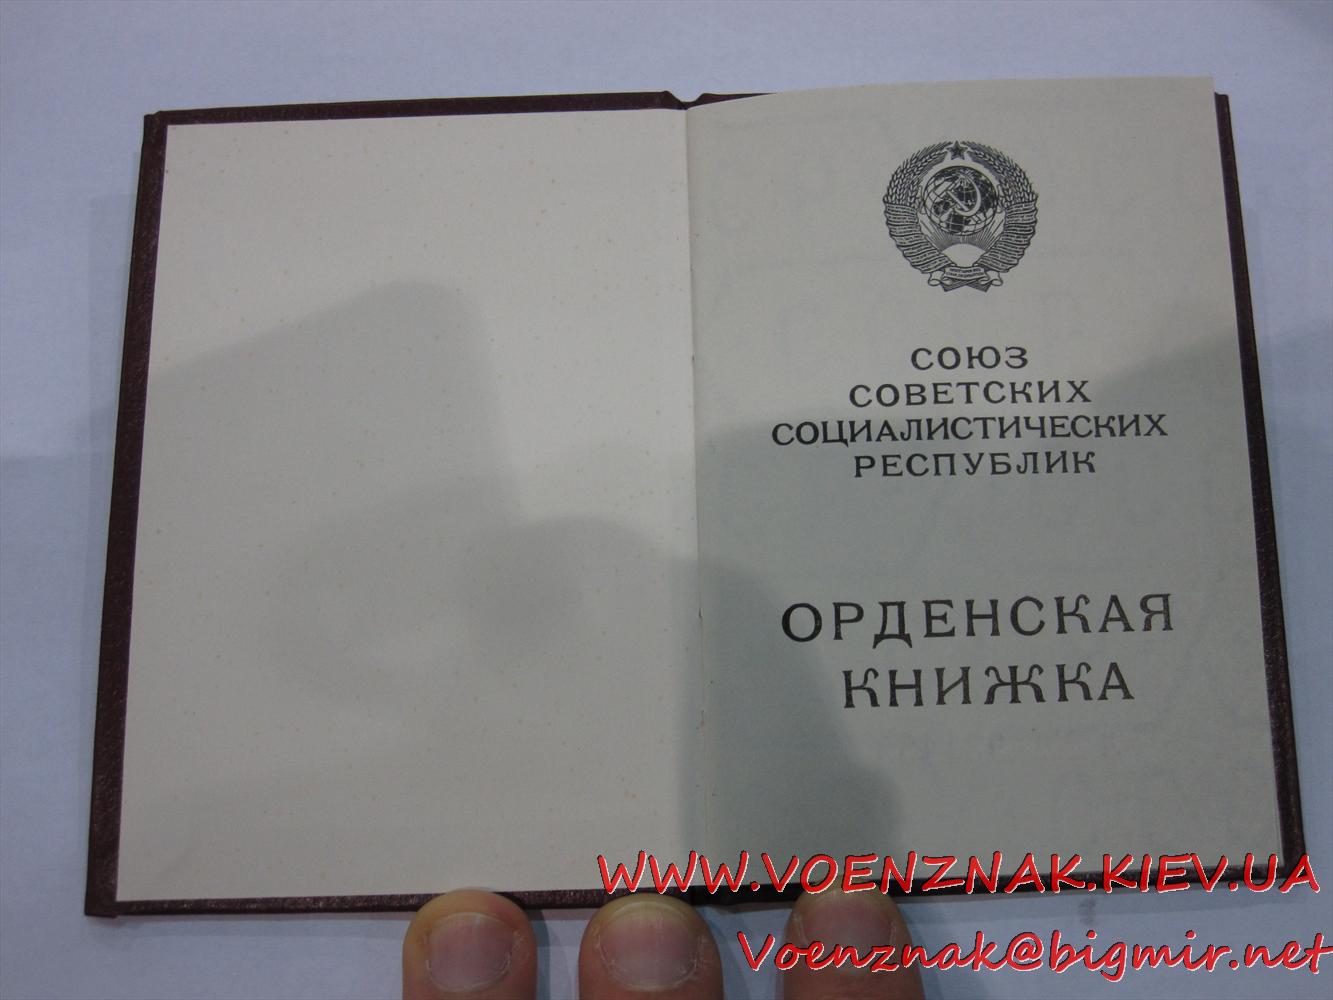 СОЮЗ
СОВЕТСКИХ
СОЦИАЛИСТИЧЕСКИХ
РЕСПУБЛИК
ОРДЕНСКАЯ
КНИЖКА
WWW.VOENZNAK.KIEV.UA
Voenznak@bigmir.net